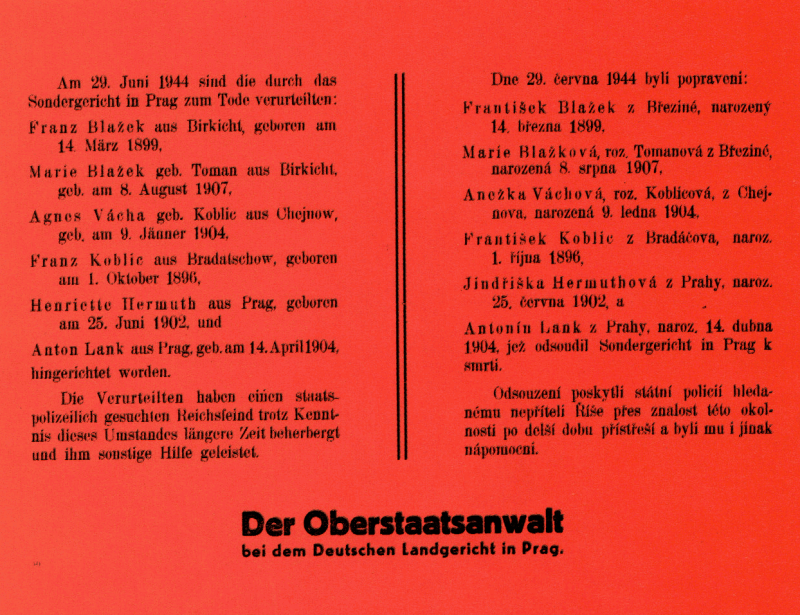 Am 29. Juni 1944 sind die durch das
Sondergericht in Prag zum Tode verurteilten:
Franz Blažek aus Birkicht, geboren am
14. März 1899,
Marie Blažek geb. Toman aus Birkicht,
geb. am 8. August 1907,
Agnes Vácha geb. Koblic aus Chejnow,
geb. am 9. Jänner 1904,
Franz Koblic aus Bradatschow, geboren
am 1. Oktober 1896,
Henriette Hermuth aus Prag, geboren
am 25. Juni 1902, und
Anton Lank aus Prag, geb. am 14. April 1904,
hingerichtet worden.
Die Verurteilten haben einen staats-
polizeilich gesuchten Reichsfeind trotz Kennt-
nis dieses Umstandes längere Zeit beherbergt
und ihm sonstige Hilfe geleistet.
Dne 29. června 1944 byli popraveni:
František Blažek z Březiné, narozený
14. března 1899,
Marie Blažková, roz. Tomanová z Březiné,
narozená 8. srpna 1907,
Anežka Váchová, roz. Koblicová, z Chej-
nova, narozená 9. ledna 1904,
František Koblic z Bradáčova, naroz.
1. října 1896,
Jindřiška Hermuthová z Prahy, naroz.
25. června 1902, a
Antonín Lank z Prahy, naroz. 14. dubna
1904, jež odsoudil Sondergericht in Prag k
smrti.
Odsouzení poskytli státní policií hleda-
nému nepříteli Říše přes znalost této okol-
nosti po delší dobu přístřeší a byli mu i jinak
nápomocni.
Der Oberstaatsanwalt
bei dem Deutschen Landgericht in Prag.